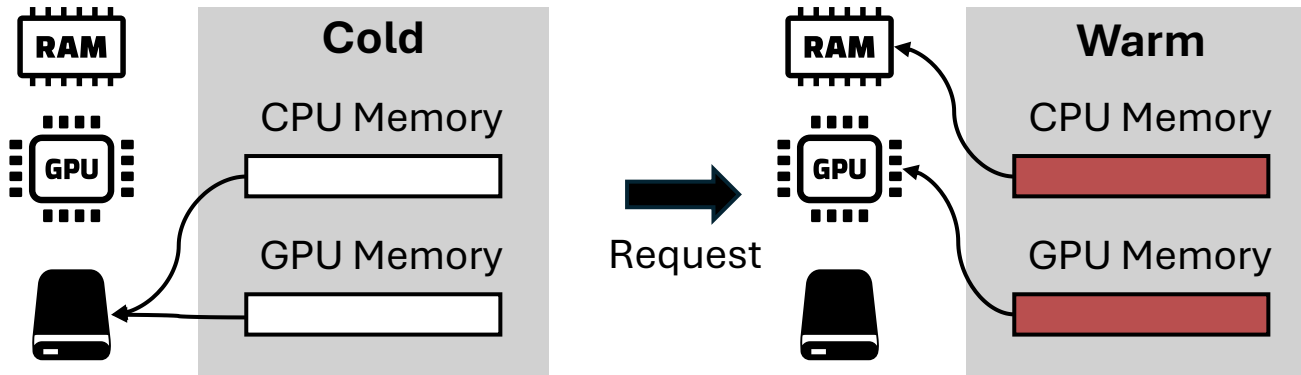 RAM
Cold
CPU Memory
GPU
GPU Memory
Request
RAM
Warm
CPU Memory
GPU
GPU Memory